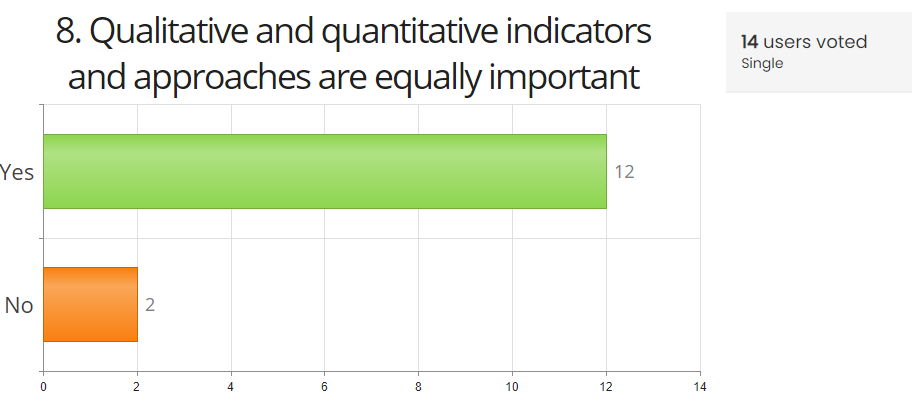 8. Qualitative and quantitative indicators
and approaches are equally important
14 users voted
Single
Yes
12
No
2
0 2 4 6 8 10 12 14